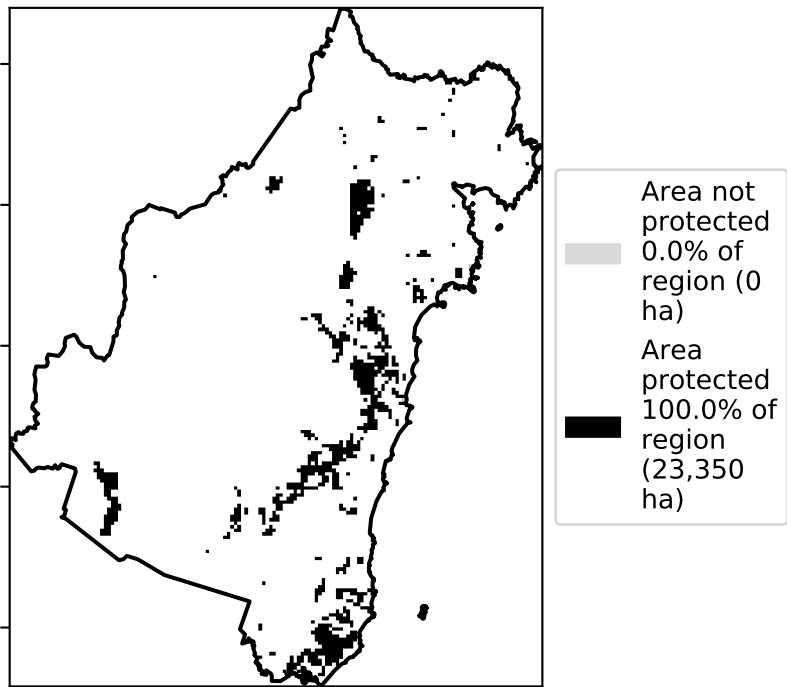 Area not
protected
0.0% of
region (0
ha)
Area
protected
100.0% of
region
(23,350
ha)